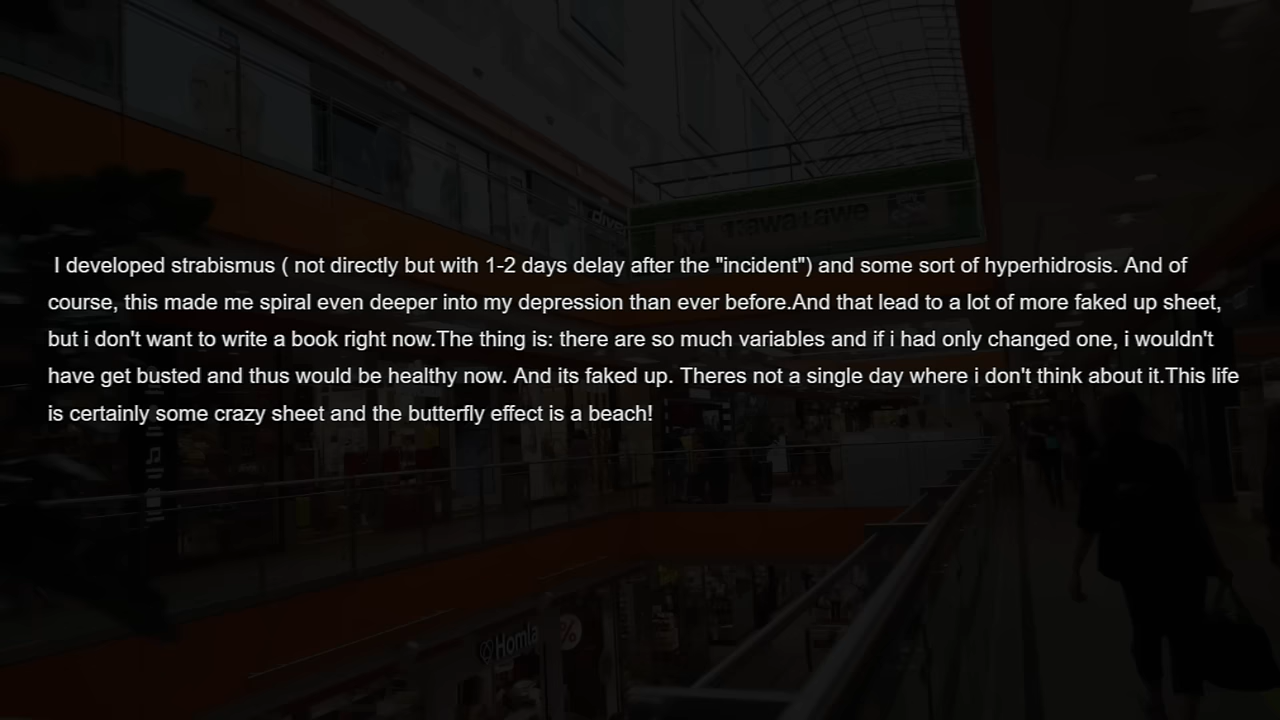 I developed strabismus ( not directly but with 1-2 days delay after the "incident") and some sort of hyperhidrosis. And of
course, this made me spiral even deeper into my depression than ever before.And that lead to a lot of more faked up sheet,
but i don't want to write a book right now.The thing is: there are so much variables and if i had only changed one, i wouldn't
have get busted and thus would be healthy now. And its faked up. Theres not a single day where i don't think about it.This life
is certainly some crazy sheet and the butterfly effect is a beach!